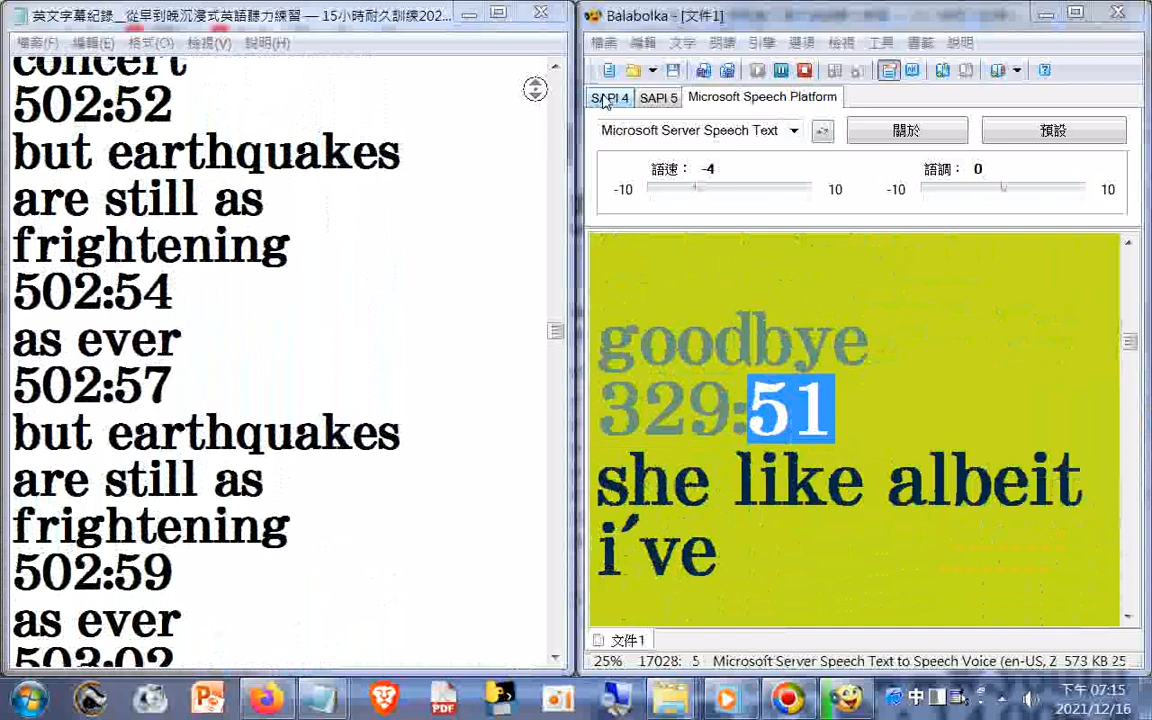 英文字幕紀錄__從早到晚沉浸式英語聽力練習 — 15小時耐久訓練202...
檔案(F) 編輯(E) 格式(O) 檢視(V) 說明(H)
concert
502:52
but earthquakes
are still as
frightening
502:54
as ever
502:57
but earthquakes
are still as
frightening
502:59
as ever
503:02
Balabolka - [文件1]
檔案 編輯 文字 朗讀 引擎 選項 檢視 工具 書籤 說明
SAPI 4 SAPI 5 Microsoft Speech Platform
Microsoft Server Speech Text 關於 預設
語速： -4 語調： 0
-10 10 -10 10
goodbye
329:51
she like albeit
i´ve
文件1
25% 17028: 5 Microsoft Server Speech Text to Speech Voice (en-US, Z 573 KB 25
PDF
中
下午 07:15
2021/12/16